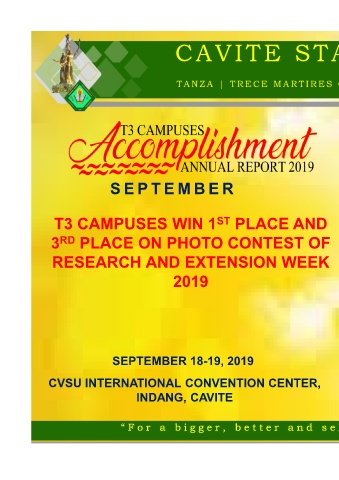 CAVITE STA
TANZA | TRECE MARTIRES
T3 CAMPUSES
Accomplishment
ANNUAL REPORT 2019
SEPTEMBER
T3 CAMPUSES WIN 1ST PLACE AND
3RD PLACE ON PHOTO CONTEST OF
RESEARCH AND EXTENSION WEEK
2019
SEPTEMBER 18-19, 2019
CVSU INTERNATIONAL CONVENTION CENTER,
INDANG, CAVITE
"For a bigger, better and se